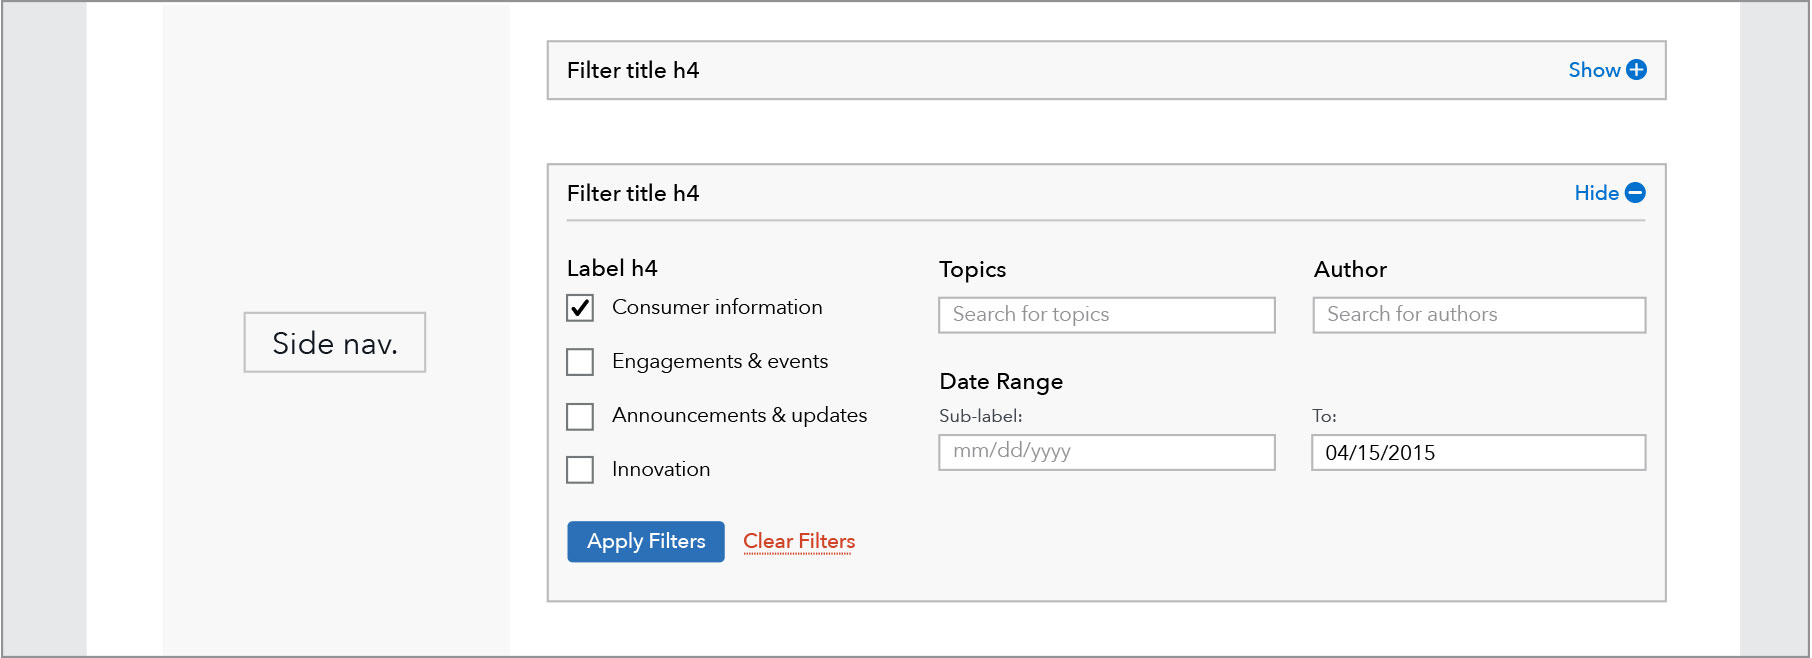 Filter title h4
Show
Filter title h4
Hide
Side nav.
Label h4
Consumer information
Engagements & events
Announcements & updates
Innovation
Topics
Search for topics
Author
Search for authors
Date Range
Sub-label:
mm/dd/yyyy
To:
04/15/2015
Apply Filters
Clear Filters